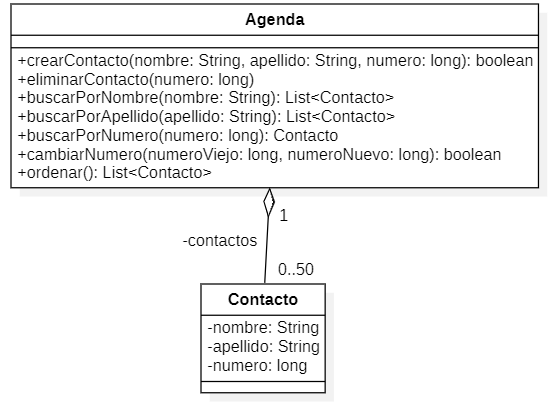 Agenda
+crearContacto(nombre: String, apellido: String, numero: long): boolean
+eliminarContacto(numero: long)
+buscarPorNombre(nombre: String): List<Contacto>
+buscarPorApellido(apellido: String): List<Contacto>
+buscarPorNumero(numero: long): Contacto
+cambiarNumero(numeroViejo: long, numeroNuevo: long): boolean
+ordenar(): List<Contacto>
1
-contactos
0..50
Contacto
-nombre: String
-apellido: String
-numero: long